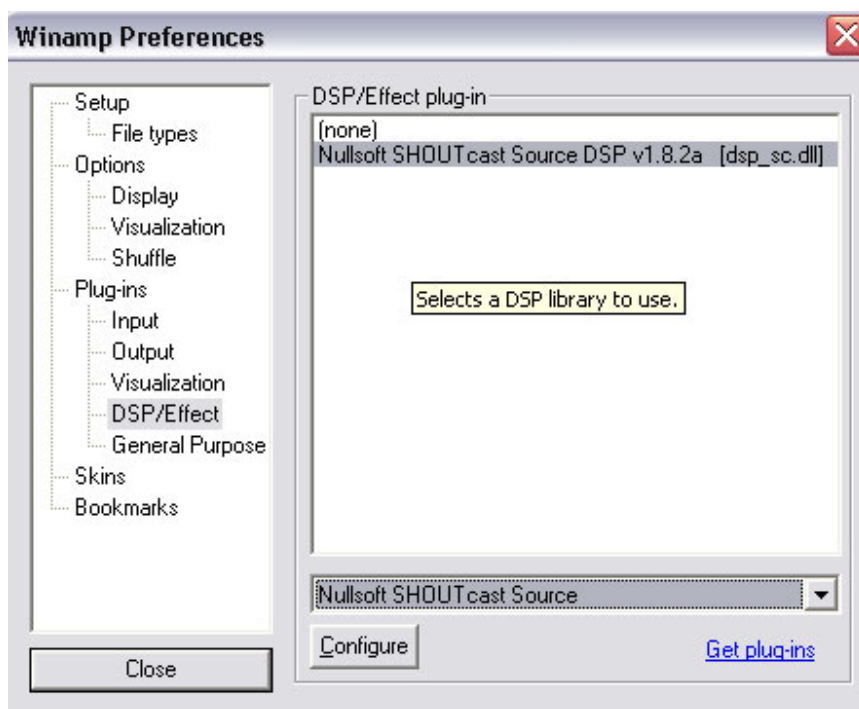 Winamp Preferences
Setup
File types
Options
Display
Visualization
Shuffle
Plug-ins
Input
Output
Visualization
DSP/Effect
General Purpose
Skins
Bookmarks
Close
DSP/Effect plug-in
(none)
Nullsoft SHOUTcast Source DSP v1.8.2a [dsp_sc.dll]
Selects a DSP library to use.
Nullsoft SHOUTcast Source
Configure
Get plug-ins